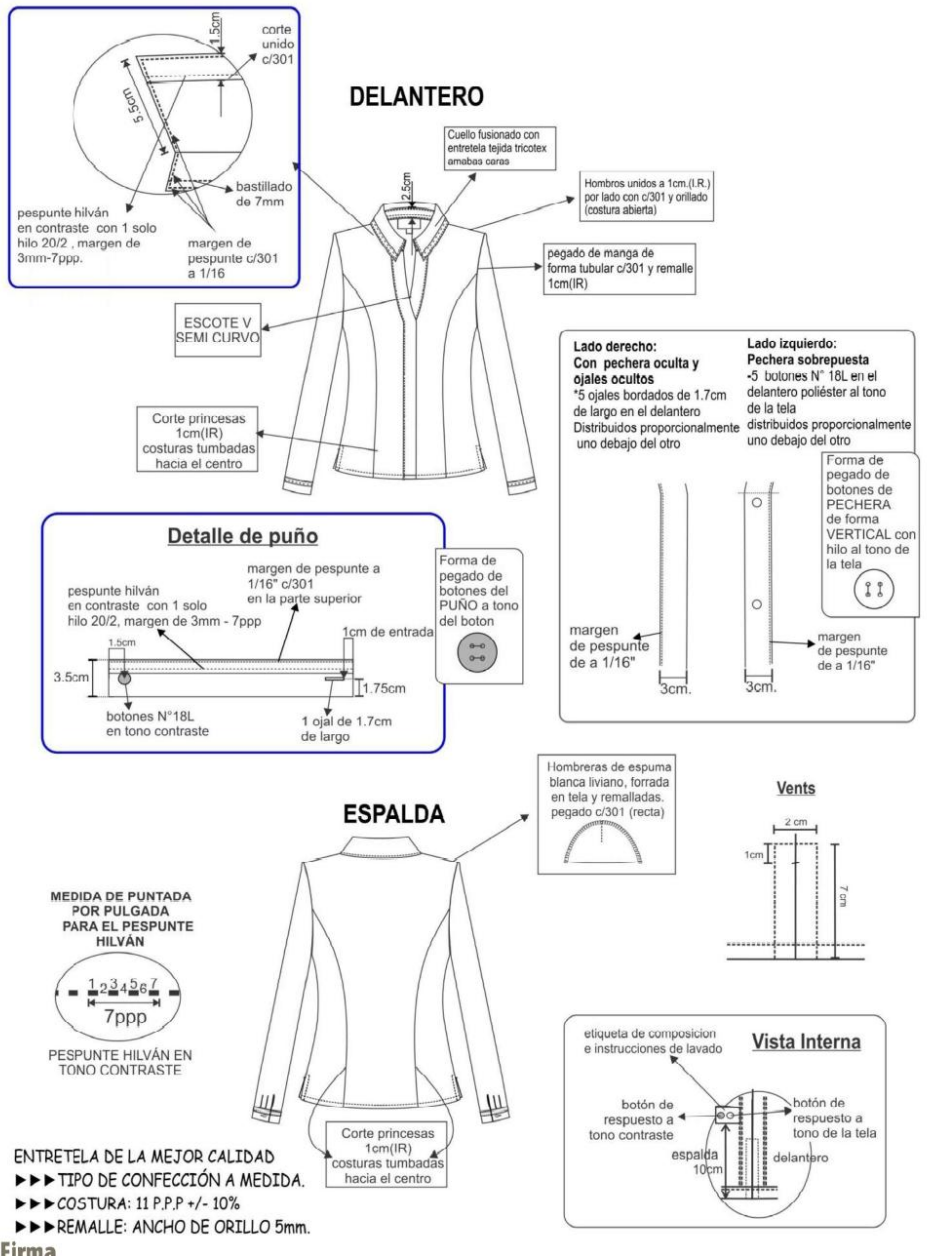 1.5cm
corte
unido
c/301
5.5cm
bastillado
de 7mm
pespunte hilván
en contraste con 1 solo
hilo 20/2 , margen de
3mm-7ppp.
margen de
pespunte c/301
a 1/16
DELANTERO
Cuello fusionado con
entretela tejida tricotex
amabas caras
2.5cm
Hombros unidos a 1cm.(I.R.)
por lado con c/301 y orillado
(costura abierta)
pegado de manga de
forma tubular c/301 y remalle
1cm(IR)
ESCOTE V
SEMI CURVO
Corte princesas
1cm(IR)
costuras tumbadas
hacia el centro
Lado derecho:
Con pechera oculta y
ojales ocultos
*5 ojales bordados de 1.7cm
de largo en el delantero
Distribuidos proporcionalmente
uno debajo del otro
Lado izquierdo:
Pechera sobrepuesta
-5 botones N° 18L en el
delantero poliéster al tono
de la tela
distribuidos proporcionalmente
uno debajo del otro
Forma de
pegado de
botones de
PECHERA
de forma
VERTICAL con
hilo al tono de
la tela
margen
de pespunte
de a 1/16"
3cm.
3cm.
margen
de pespunte
de a 1/16"
Detalle de puño
pespunte hilván
en contraste con 1 solo
hilo 20/2, margen de 3mm - 7ppp
margen de pespunte a
1/16" c/301
en la parte superior
1cm de entrada
1.5cm
3.5cm
1.75cm
botones N°18L
en tono contraste
1 ojal de 1.7cm
de largo
Forma de
pegado de
botones del
PUÑO a tono
del boton
ESPALDA
Hombreras de espuma
blanca liviano, forrada
en tela y remalladas.
pegado c/301 (recta)
Vents
2 cm
1cm
7 cm
MEDIDA DE PUNTADA
POR PULGADA
PARA EL PESPUNTE
HILVÁN
1 2 3 4 5 6 7
7ppp
PESPUNTE HILVÁN EN
TONO CONTRASTE
Corte princesas
1cm(IR)
costuras tumbadas
hacia el centro
etiqueta de composicion
e instrucciones de lavado
Vista Interna
botón de
respuesto a
tono contraste
botón de
respuesto a
tono de la tela
espalda
10cm
delantero
ENTRETELA DE LA MEJOR CALIDAD
►►►TIPO DE CONFECCIÓN A MEDIDA.
►►►COSTURA: 11 P.P.P +/- 10%
►►►REMALLE: ANCHO DE ORILLO 5mm.
Firma